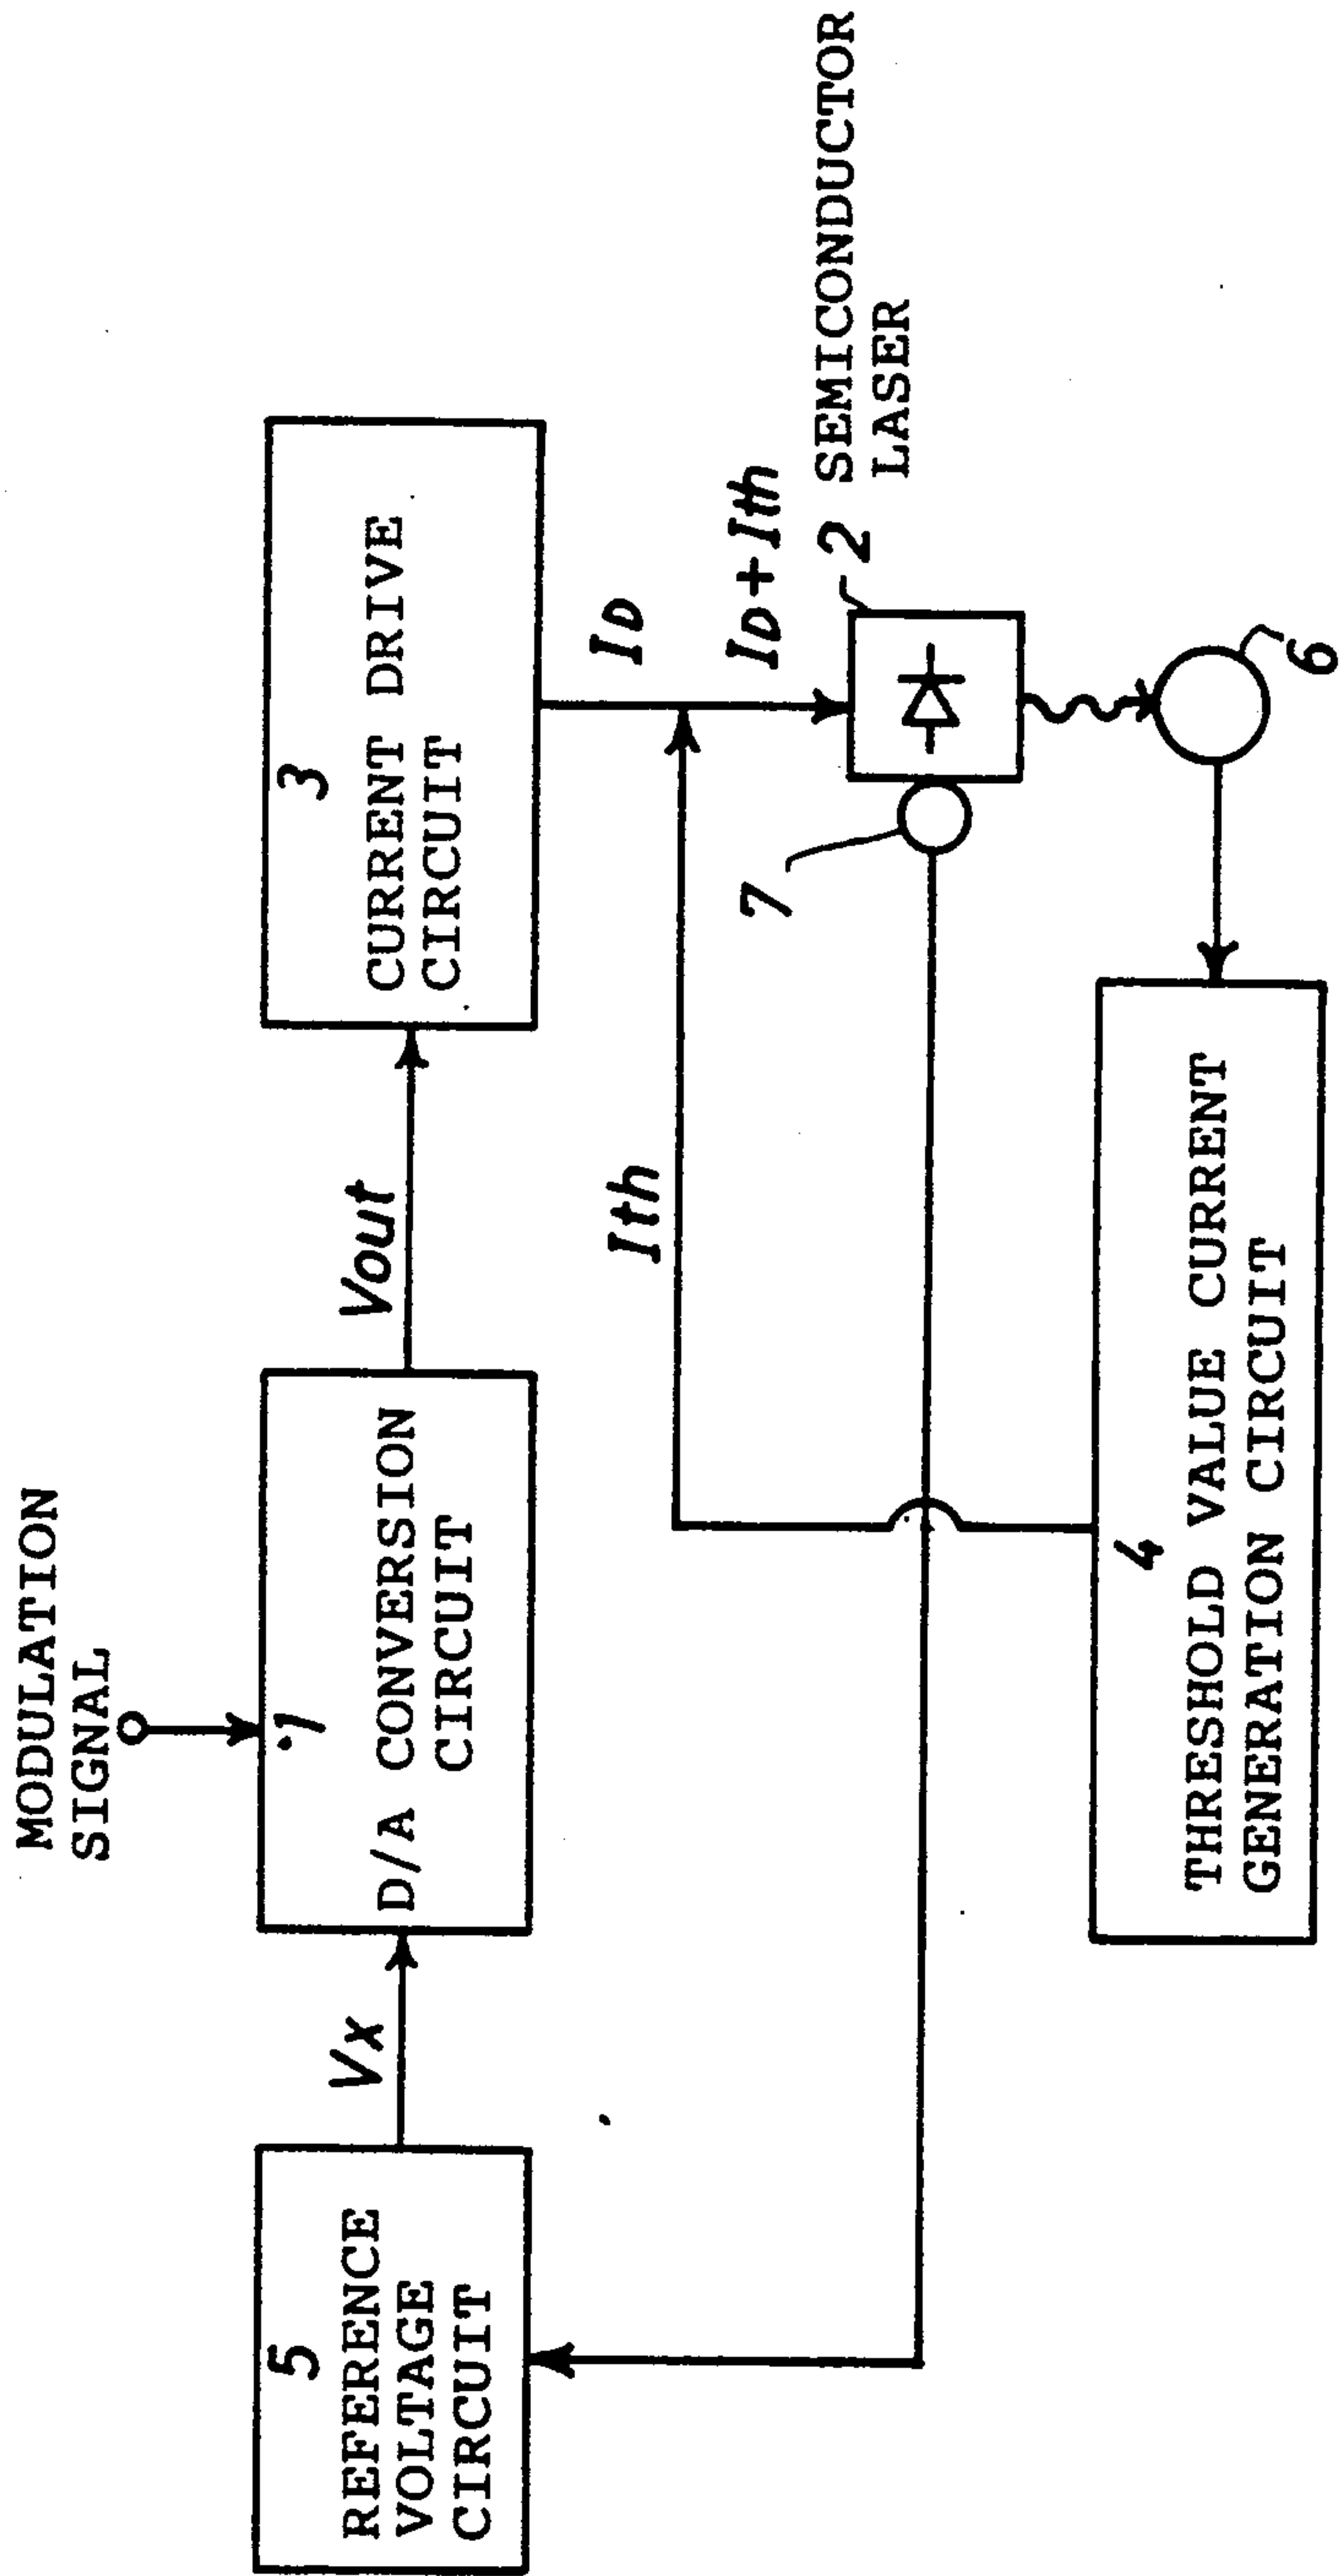 MODULATION
SIGNAL
5
REFERENCE
VOLTAGE
CIRCUIT
Vx
1
D/A CONVERSION
CIRCUIT
Vout
3
CURRENT DRIVE
CIRCUIT
ID
Ith
ID+Ith
7
2 SEMICONDUCTOR
LASER
6
4
THRESHOLD VALUE CURRENT
GENERATION CIRCUIT